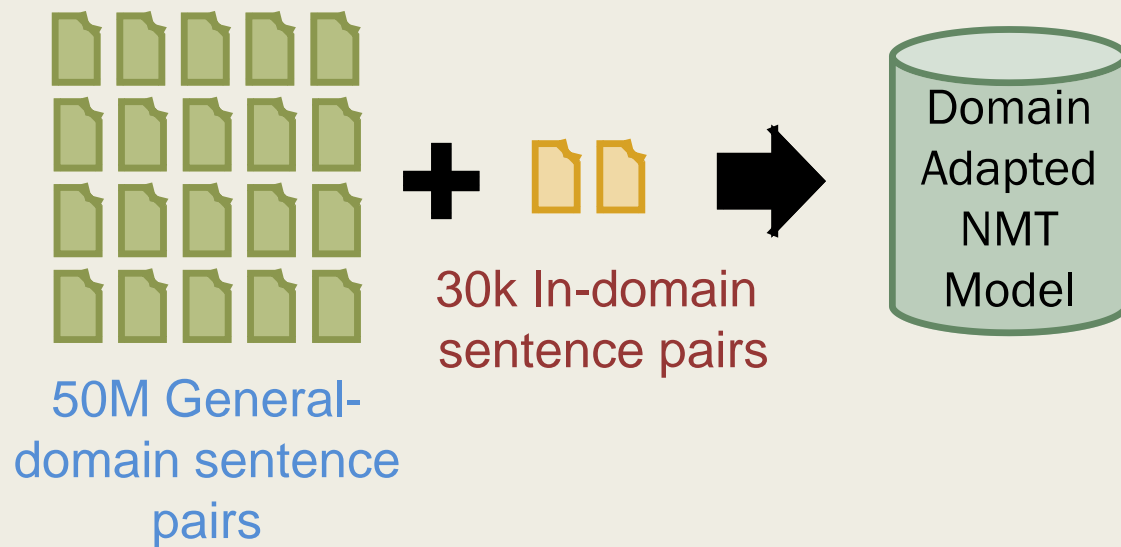 50M General-
domain sentence
pairs
30k In-domain
sentence pairs
Domain
Adapted
NMT
Model